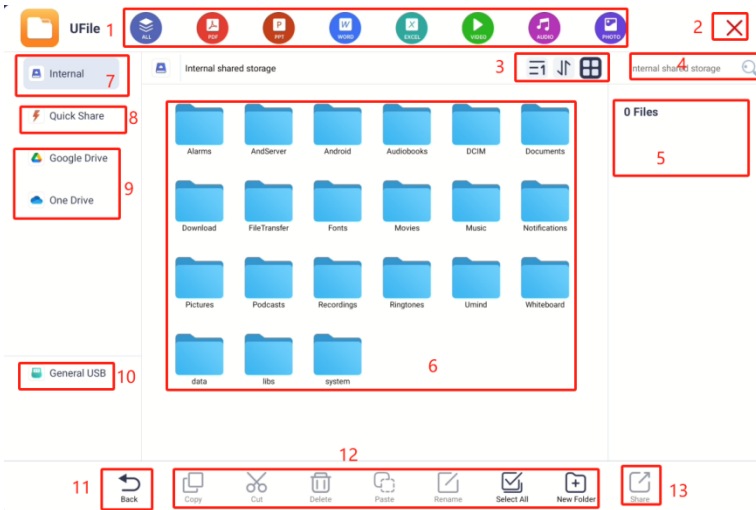 UFile
1
ALL
PDF
PPT
WORD
EXCEL
VIDEO
AUDIO
PHOTO
2
Internal
7
Internal shared storage
3
nternal shared storage
4
8
Quick Share
0 Files
5
9
Google Drive
One Drive
Alarms
AndServer
Android
Audiobooks
DCIM
Documents
Download
FileTransfer
Fonts
Movies
Music
Notifications
Pictures
Podcasts
Recordings
Ringtones
Umind
Whiteboard
data
libs
system
6
General USB
10
12
11
Back
Copy
Cut
Delete
Paste
Rename
Select All
New Folder
Share
13